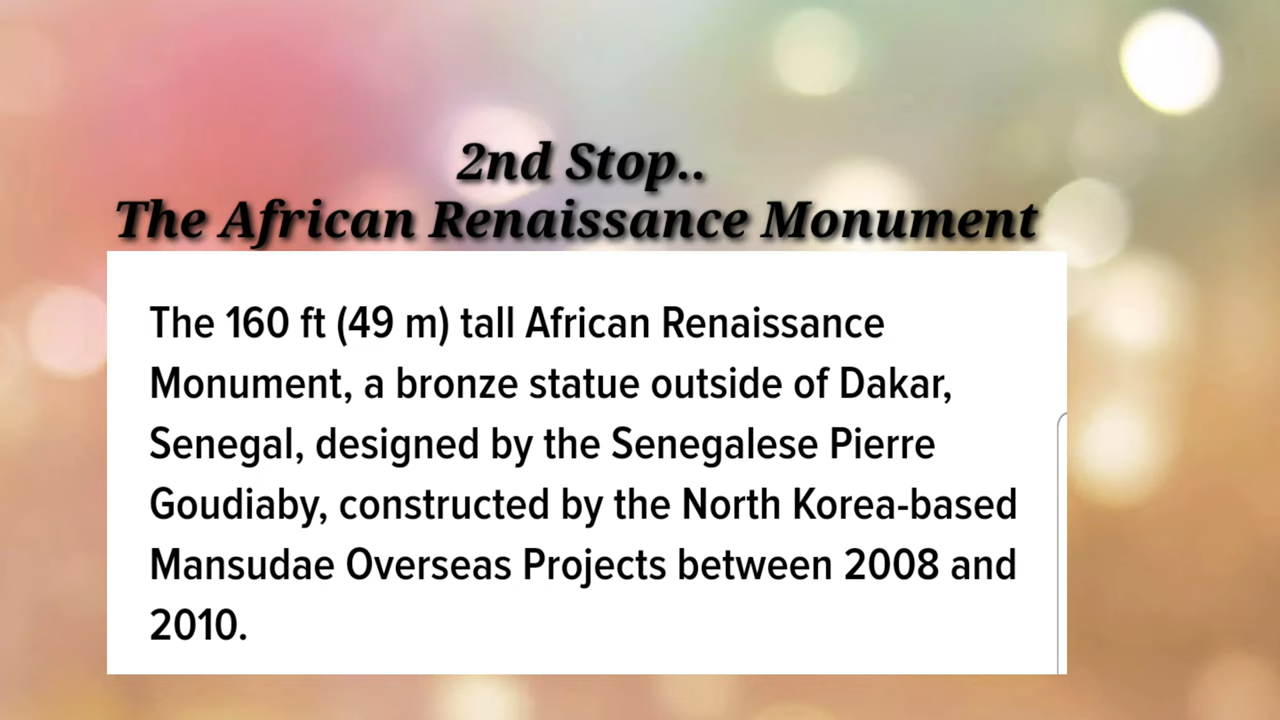 2nd Stop..
The African Renaissance Monument
The 160 ft (49 m) tall African Renaissance
Monument, a bronze statue outside of Dakar,
Senegal, designed by the Senegalese Pierre
Goudiaby, constructed by the North Korea-based
Mansudae Overseas Projects between 2008 and
2010.